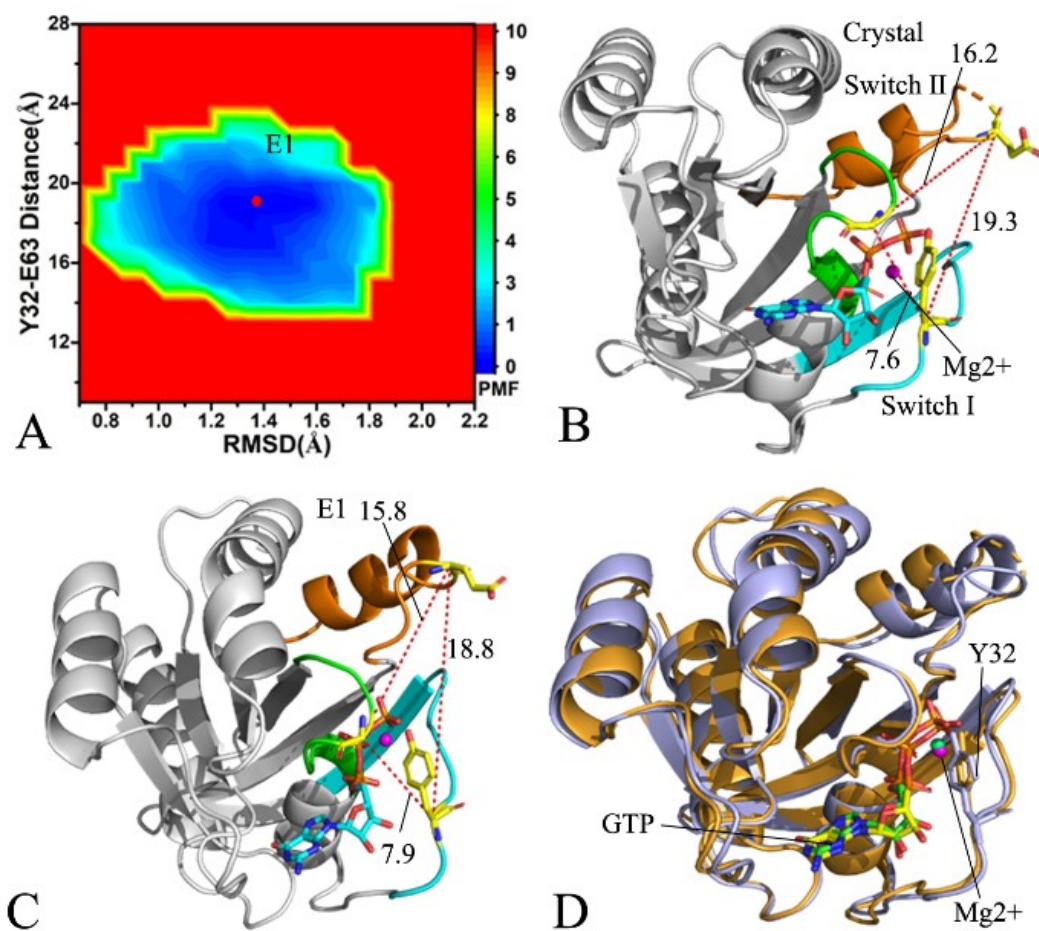 28
24
20
16
12
Y32-E63 Distance(Å)
E1
0.8 1.0 1.2 1.4 1.6 1.8 2.0 2.2
RMSD(Å)
10
9
8
6
5
4
3
1
0
PMF
A
Crystal
16.2
Switch II
19.3
7.6
Mg2+
Switch I
B
E1
15.8
18.8
7.9
C
Y32
GTP
Mg2+
D